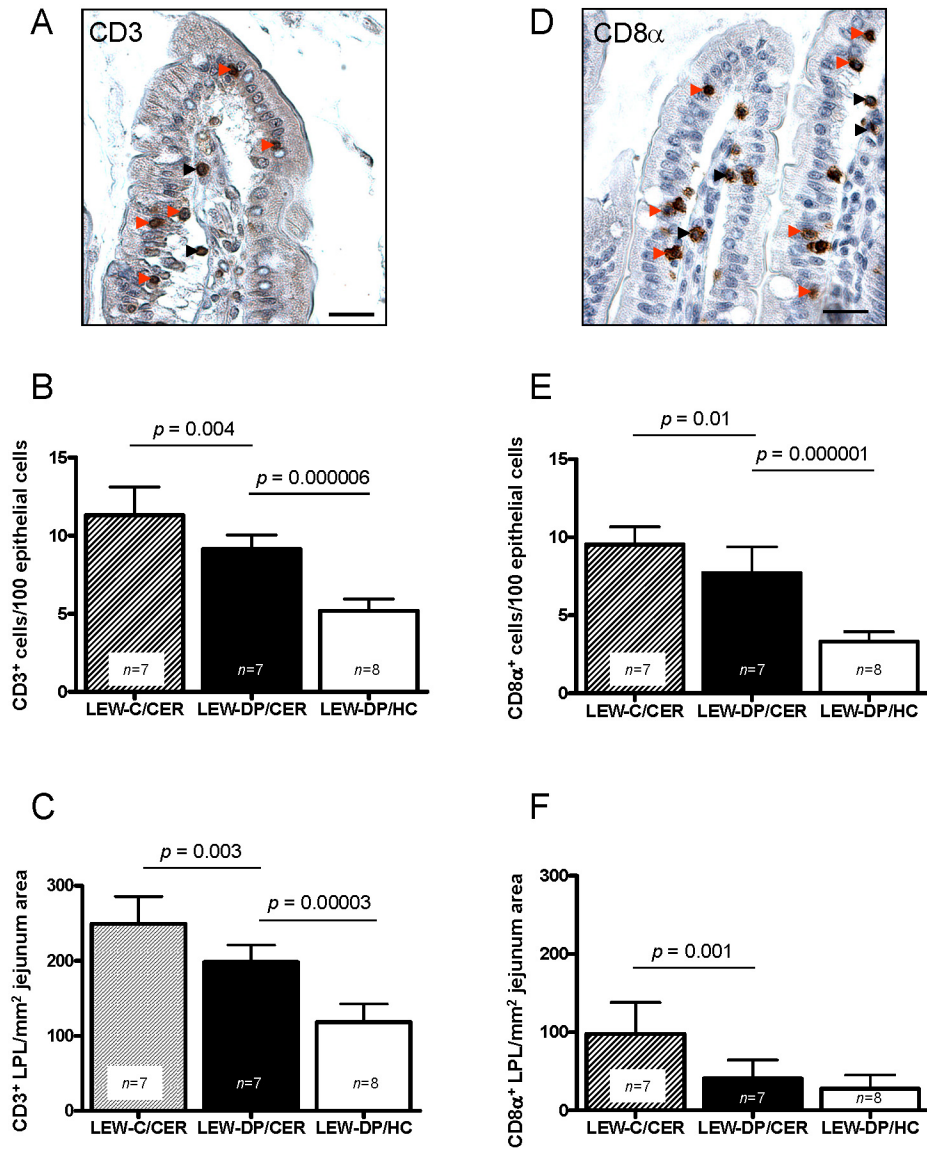 A
CD3
D
CD8α
B
p = 0.004
p = 0.000006
CD3+ cells/100 epithelial cells
15
10
5
0
n=7
n=7
n=8
LEW-C/CER LEW-DP/CER LEW-DP/HC
E
p = 0.01
p = 0.000001
CD8α+ cells/100 epithelial cells
15
10
5
0
n=7
n=7
n=8
LEW-C/CER LEW-DP/CER LEW-DP/HC
C
p = 0.003
p = 0.00003
CD3+ LPL/mm2 jejunum area
300
200
100
0
n=7
n=7
n=8
LEW-C/CER LEW-DP/CER LEW-DP/HC
F
p = 0.001
CD8α+ LPL/mm2 jejunum area
300
200
100
0
n=7
n=7
n=8
LEW-C/CER LEW-DP/CER LEW-DP/HC